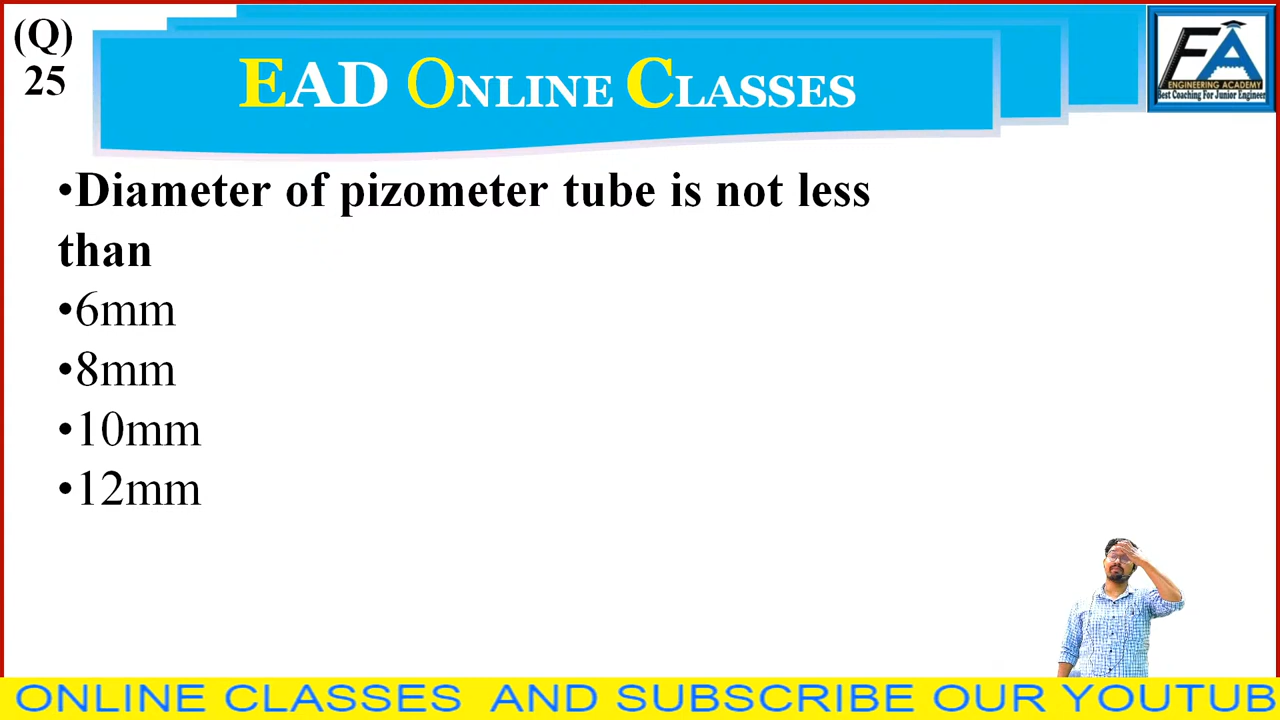 (Q)
25
EAD ONLINE CLASSES
FA
ENGINEERING ACADEMY
Best Coaching For Junior Engineer
•Diameter of pizometer tube is not less
than
•6mm
•8mm
•10mm
•12mm
ONLINE CLASSES AND SUBSCRIBE OUR YOUTUB